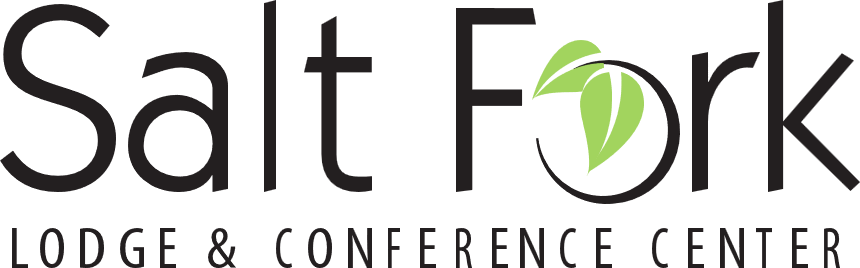 Salt Fork
LODGE & CONFERENCE CENTER